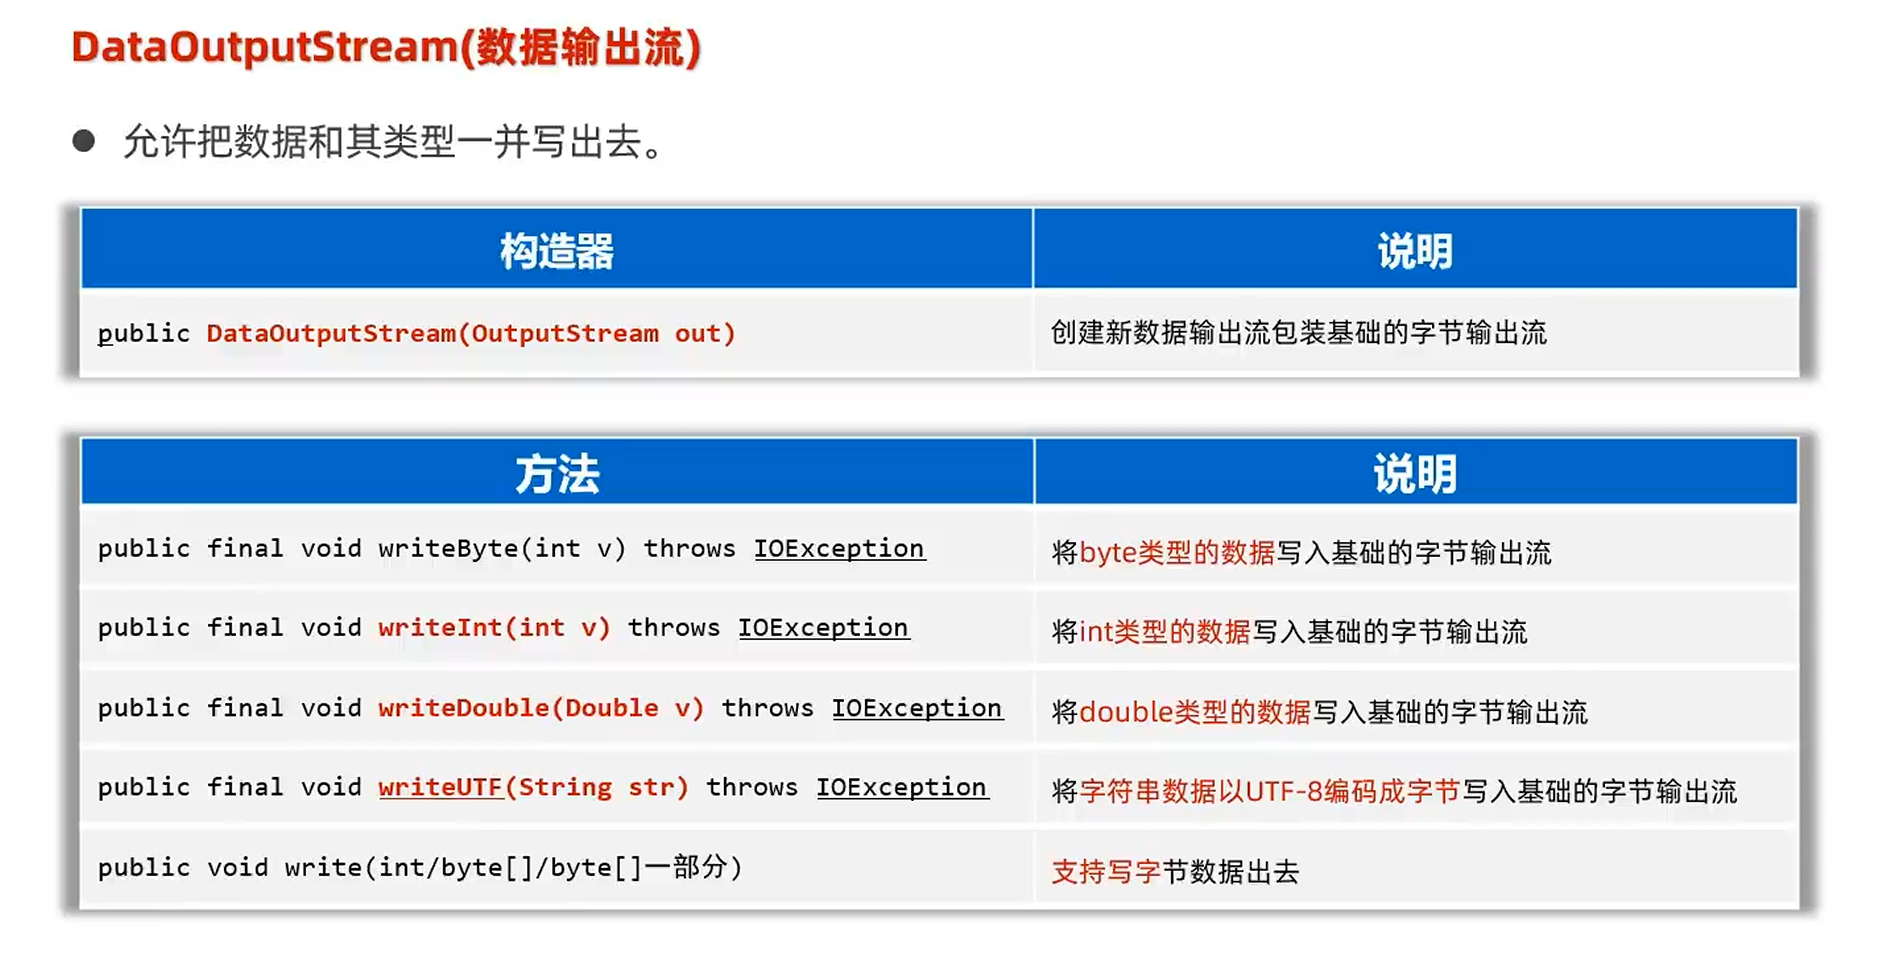 DataOutputStream(数据输出流)
● 允许把数据和其类型一并写出去。
构造器 说明
public DataOutputStream(OutputStream out) 创建新数据输出流包装基础的字节输出流
方法 说明
public final void writeByte(int v) throws IOException 将byte类型的数据写入基础的字节输出流
public final void writeInt(int v) throws IOException 将int类型的数据写入基础的字节输出流
public final void writeDouble(Double v) throws IOException 将double类型的数据写入基础的字节输出流
public final void writeUTF(String str) throws IOException 将字符串数据以UTF-8编码成字节写入基础的字节输出流
public void write(int/byte[]/byte[]一部分) 支持写字节数据出去